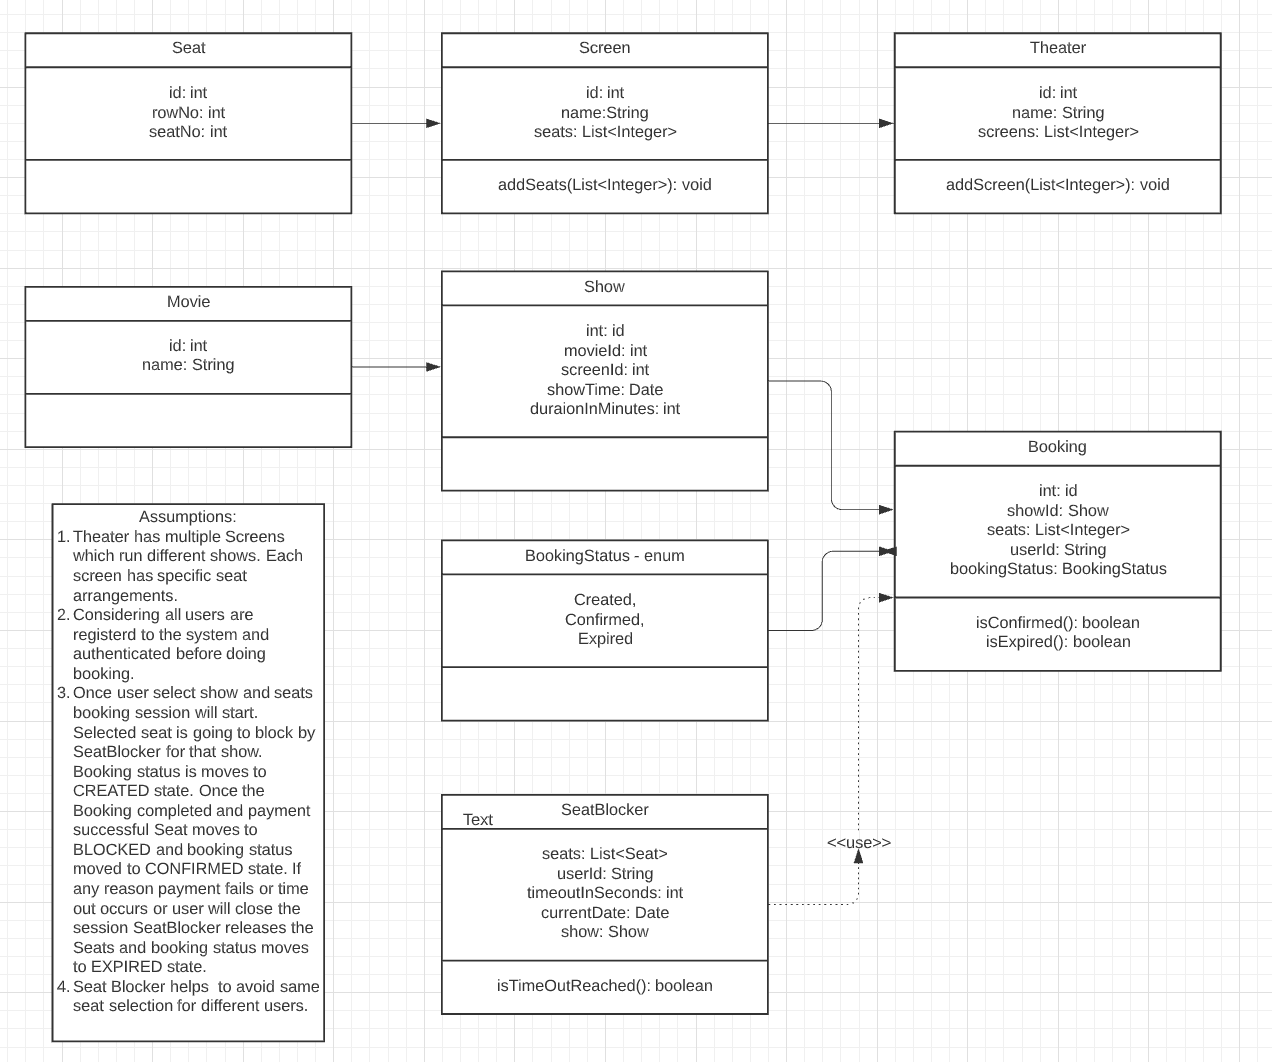 Seat
id: int
rowNo: int
seatNo: int
Screen
id: int
name:String
seats: List<Integer>
addSeats(List<Integer>): void
Theater
id: int
name: String
screens: List<Integer>
addScreen(List<Integer>): void
Movie
id: int
name: String
Show
int: id
movieId: int
screenId: int
showTime: Date
duraionInMinutes: int
Booking
int: id
showId: Show
seats: List<Integer>
userId: String
bookingStatus: BookingStatus
isConfirmed(): boolean
isExpired(): boolean
Assumptions:
1. Theater has multiple Screens
which run different shows. Each
screen has specific seat
arrangements.
2. Considering all users are
registerd to the system and
authenticated before doing
booking.
3. Once user select show and seats
booking session will start.
Selected seat is going to block by
SeatBlocker for that show.
Booking status is moves to
CREATED state. Once the
Booking completed and payment
successful Seat moves to
BLOCKED and booking status
moved to CONFIRMED state. If
any reason payment fails or time
out occurs or user will close the
session SeatBlocker releases the
Seats and booking status moves
to EXPIRED state.
4. Seat Blocker helps  to avoid same
seat selection for different users.
BookingStatus - enum
Created,
Confirmed,
Expired
SeatBlocker
Text
seats: List<Seat>
userId: String
timeoutInSeconds: int
currentDate: Date
show: Show
isTimeOutReached(): boolean
<<use>>